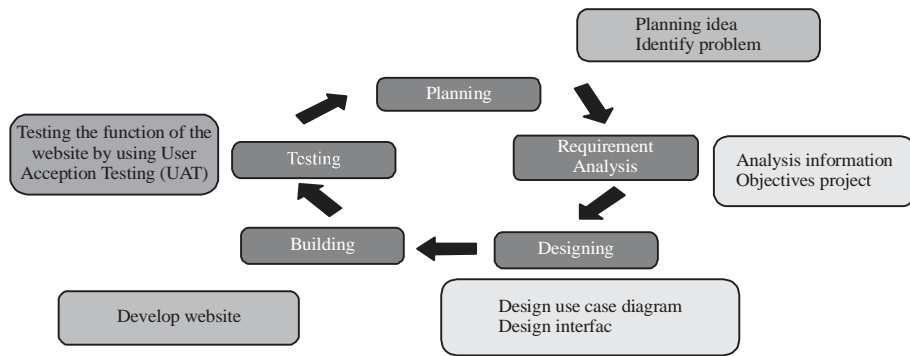 Planning idea
Identify problem
Planning
Testing the function of the
website by using User
Acception Testing (UAT)
Testing
Requirement
Analysis
Analysis information
Objectives project
Building
Designing
Develop website
Design use case diagram
Design interfac